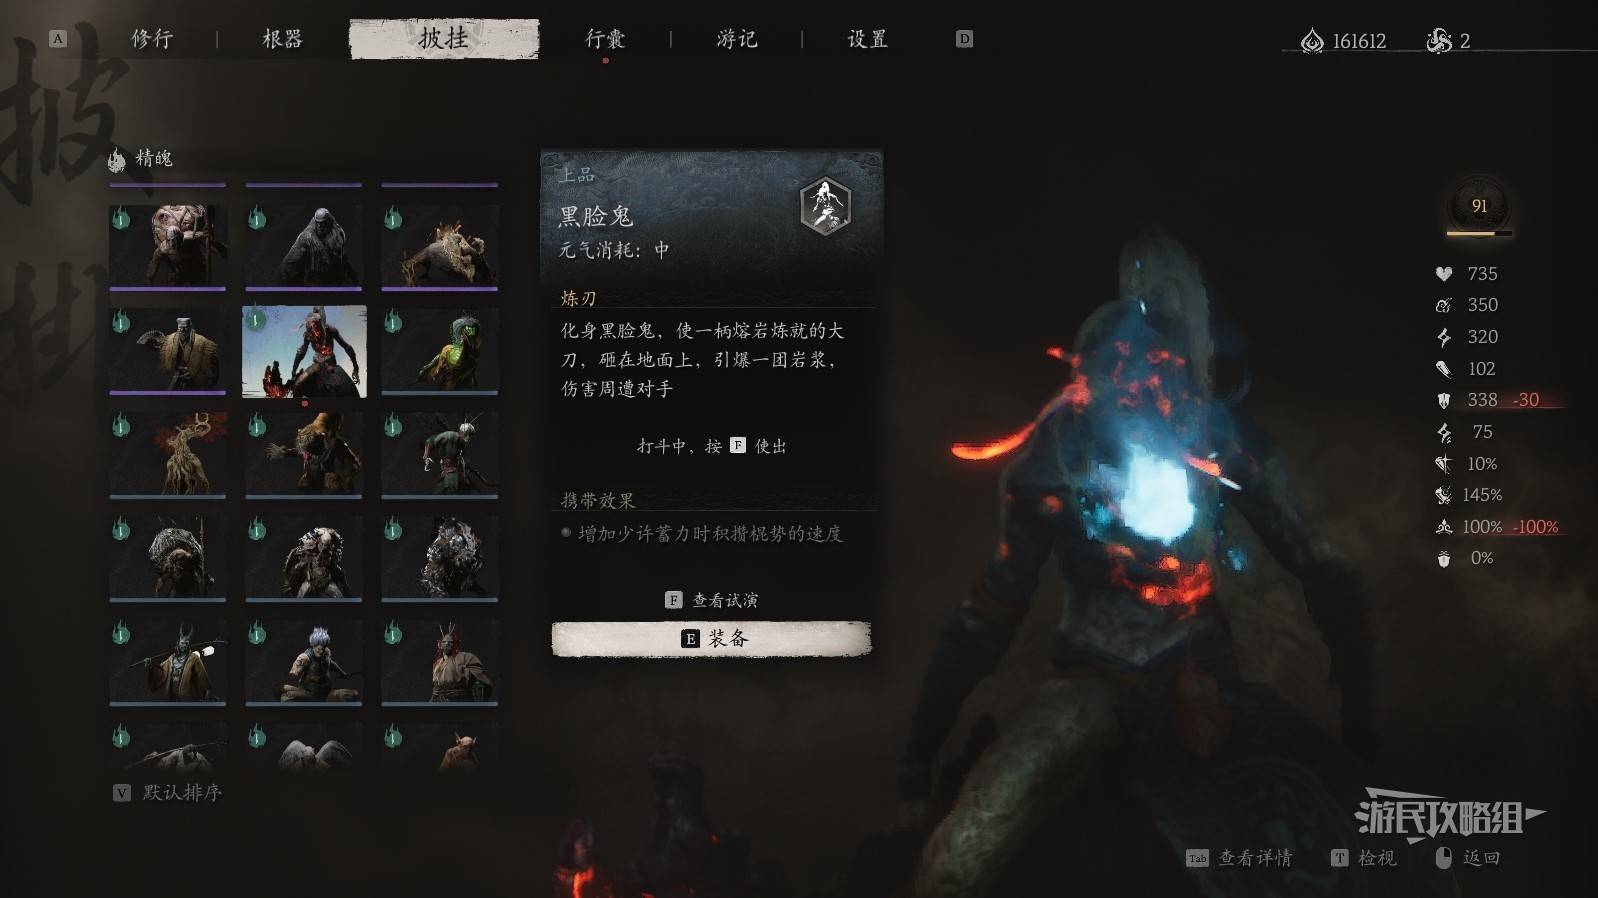 A 修行 | 根器 披挂 行囊 | 游记 | 设置 D
161612 2
披挂
精魄
上品
黑脸鬼
元气消耗：中
炼刃
化身黑脸鬼，使一柄熔岩炼就的大
刀，砸在地面上，引爆一团岩浆，
伤害周遭对手
打斗中，按 F 使出
携带效果
增加少许蓄力时积攒棍势的速度
F 查看试演
E 装备
91
735
350
320
102
338 -30
75
10%
145%
100% -100%
0%
V 默认排序
游民攻略组
Tab 查看详情 T 检视 返回